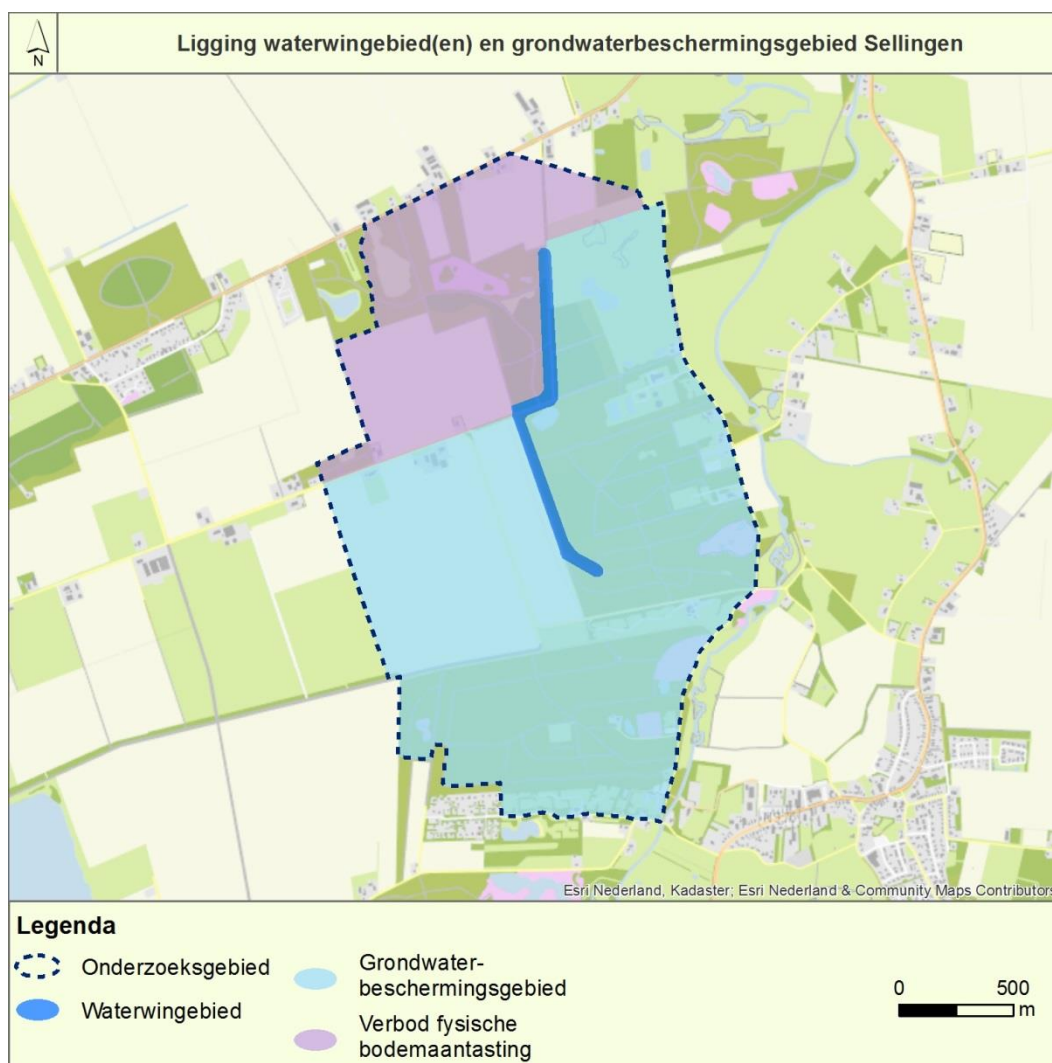 N
Ligging waterwingebied(en) en grondwaterbeschermingsgebied Sellingen
Esri Nederland, Kadaster; Esri Nederland & Community Maps Contributors
Legenda
Onderzoeksgebied
Waterwingebied
Grondwater-
beschermingsgebied
Verbod fysische
bodemaantasting
0 500
m